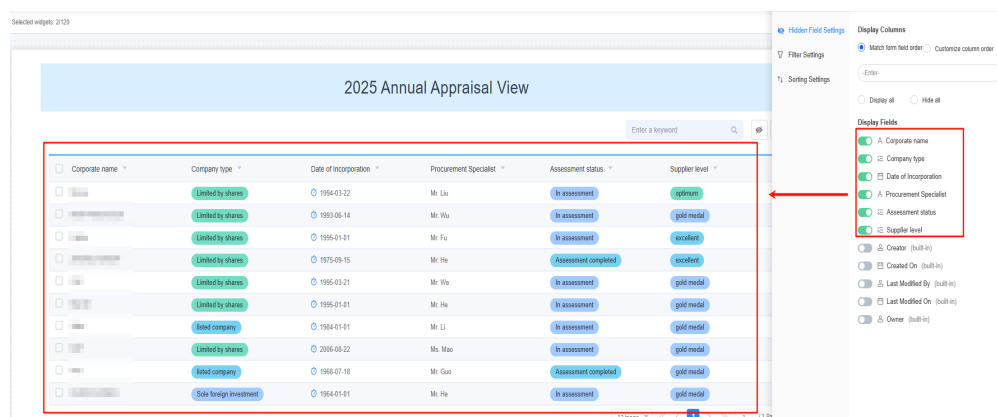 Selected widgets: 2/120
2025 Annual Appraisal View
Enter a keyword
Corporate name Company type Date of Incorporation Procurement Specialist Assessment status Supplier level
Limited by shares 1994-03-22 Mr. Liu In assessment optimum
Limited by shares 1993-06-14 Mr. Wu In assessment gold medal
Limited by shares 1995-01-01 Mr. Fu In assessment excellent
Limited by shares 1975-09-15 Mr. He Assessment completed excellent
Limited by shares 1995-03-21 Mr. We In assessment gold medal
Limited by shares 1995-01-01 Mr. He In assessment gold medal
listed company 1984-01-01 Mr. Li In assessment gold medal
Limited by shares 2006-08-22 Ms. Mao In assessment gold medal
listed company 1968-07-18 Mr. Guo Assessment completed gold medal
Sole foreign investment 1964-01-01 Mr. He In assessment gold medal
Hidden Field Settings
Filter Settings
Sorting Settings
Display Columns
Match form field order Customize column order
-Enter-
Display all Hide all
Display Fields
Corporate name
Company type
Date of Incorporation
Procurement Specialist
Assessment status
Supplier level
Creator (built-in)
Created On (built-in)
Last Modified By (built-in)
Last Modified On (built-in)
Owner (built-in)